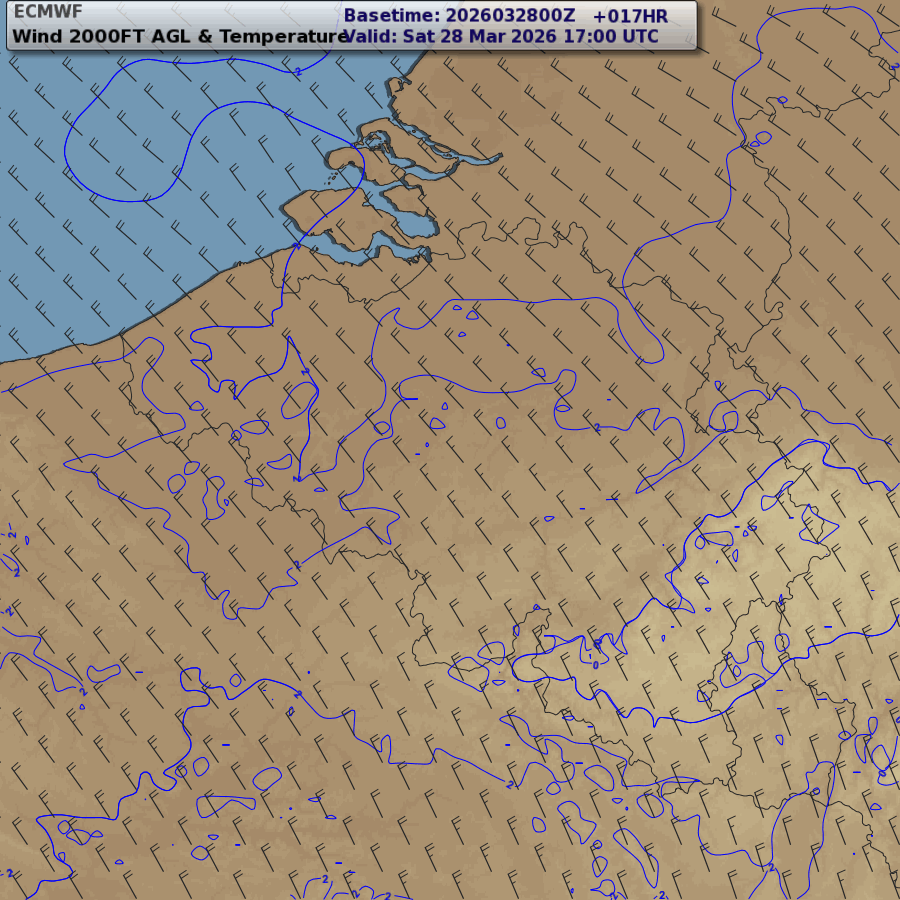 ECMWF
Basetime: 2026032800Z +017HR
Wind 2000FT AGL & Temperature Valid: Sat 28 Mar 2026 17:00 UTC